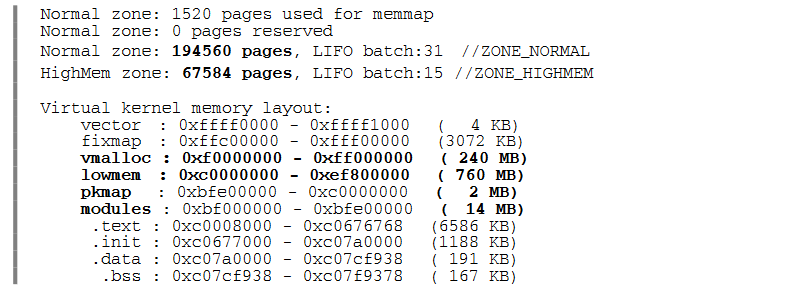 Normal zone: 1520 pages used for memmap
Normal zone: 0 pages reserved
Normal zone: 194560 pages, LIFO batch:31  //ZONE_NORMAL
HighMem zone: 67584 pages, LIFO batch:15 //ZONE_HIGHMEM

Virtual kernel memory layout:
    vector  : 0xffff0000 - 0xffff1000   (   4 KB)
    fixmap  : 0xffc00000 - 0xfff00000   (3072 KB)
    vmalloc : 0xf0000000 - 0xff000000   ( 240 MB)
    lowmem  : 0xc0000000 - 0xef800000   ( 760 MB)
    pkmap   : 0xbfe00000 - 0xc0000000   (   2 MB)
    modules : 0xbf000000 - 0xbfe00000   (  14 MB)
     .text : 0xc0008000 - 0xc0676768   (6586 KB)
     .init : 0xc0677000 - 0xc07a0000   (1188 KB)
     .data : 0xc07a0000 - 0xc07cf938   ( 191 KB)
      .bss : 0xc07cf938 - 0xc07f9378   ( 167 KB)